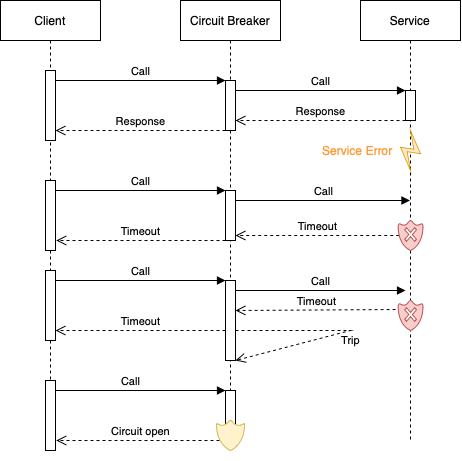 Client
Circuit Breaker
Service
Call
Call
Response
Response
Service Error
Call
Call
Timeout
Timeout
Call
Call
Timeout
Timeout
Trip
Call
Circuit open